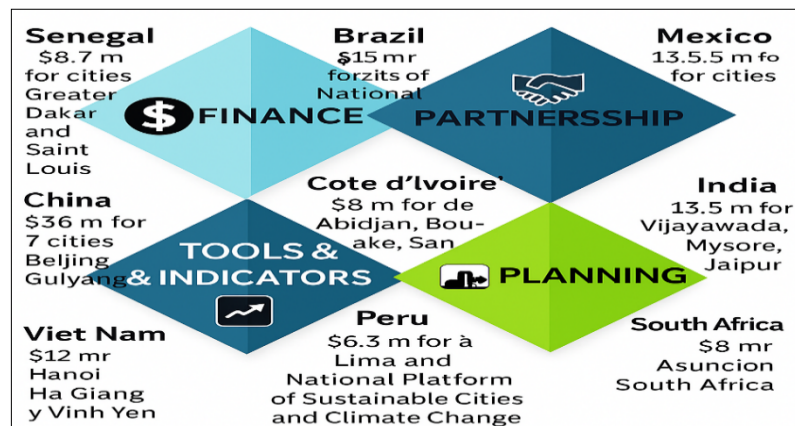 Senegal
$8.7 m
for cities
Greater
Dakar
and
Saint
Louis
Brazil
$15 mr
forzits of
National
Mexico
13.5.5 m fo
for cities
$ FINANCE
PARTNERSSHIP
China
$36 m for
7 cities
Beljing
Gulyang
Cote d'Ivoire'
$8 m for de
Abidjan, Bou-
ake, San
India
13.5 m for
Vijayawada,
Mysore,
Jaipur
TOOLS &
& INDICATORS
PLANNING
Viet Nam
$12 mr
Hanoi
Ha Giang
y Vinh Yen
Peru
$6.3 m for à
Lima and
National Platform
of Sustainable Cities
and Climate Change
South Africa
$8 mr
Asuncion
South Africa